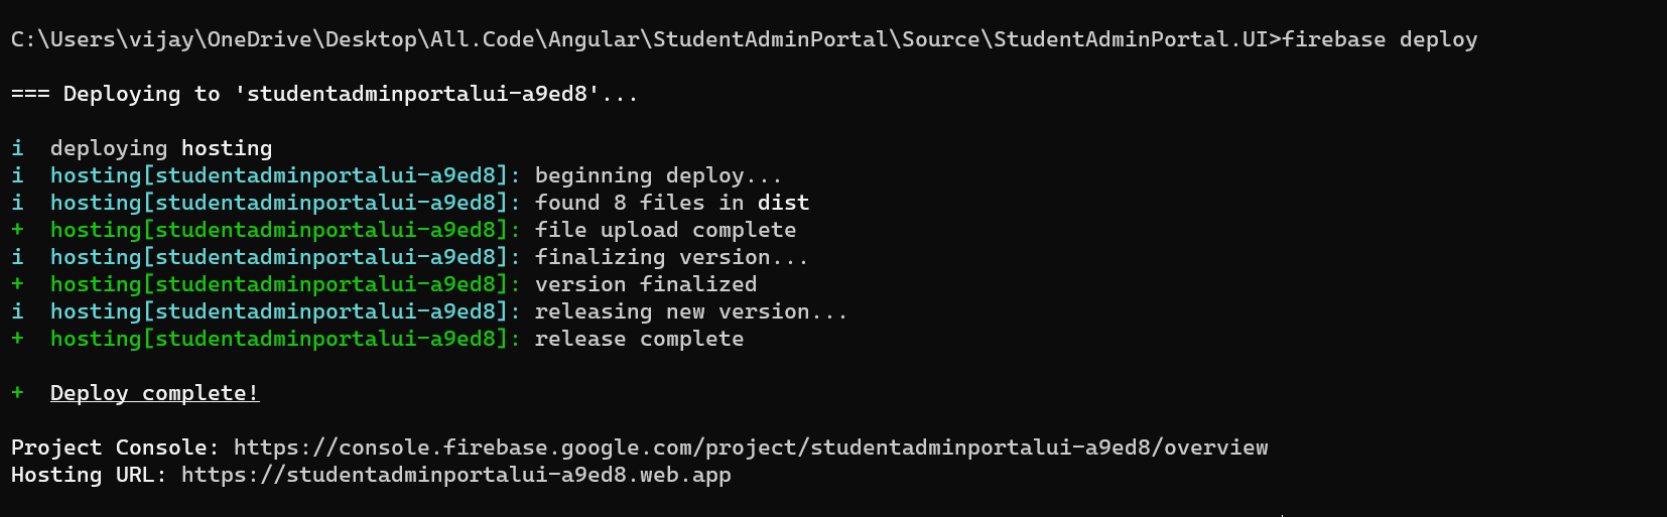 C:\Users\vijay\OneDrive\Desktop\All.Code\Angular\StudentAdminPortal\Source\StudentAdminPortal.UI>firebase deploy
=== Deploying to 'studentadminportalui-a9ed8'...
i  deploying hosting
i  hosting[studentadminportalui-a9ed8]: beginning deploy...
i  hosting[studentadminportalui-a9ed8]: found 8 files in dist
+  hosting[studentadminportalui-a9ed8]: file upload complete
i  hosting[studentadminportalui-a9ed8]: finalizing version...
+  hosting[studentadminportalui-a9ed8]: version finalized
i  hosting[studentadminportalui-a9ed8]: releasing new version...
+  hosting[studentadminportalui-a9ed8]: release complete
+  Deploy complete!
Project Console: https://console.firebase.google.com/project/studentadminportalui-a9ed8/overview
Hosting URL: https://studentadminportalui-a9ed8.web.app